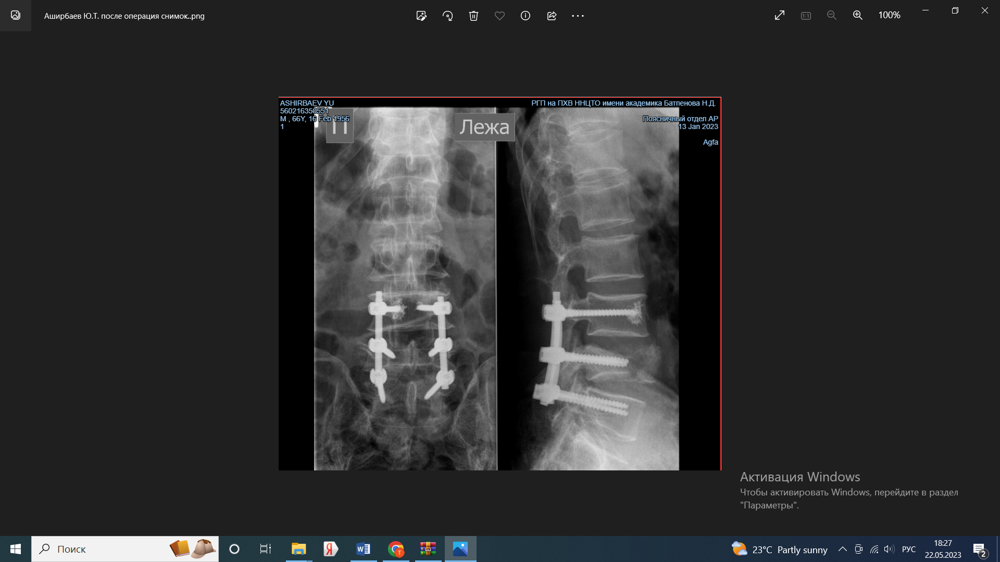 Аширбаев Ю.Т. после операция снимок..png
100%
ASHIRBAEV YU
560216350551
M , 66Y, 16 Feb 1956
1
П
Лежа
РГП на ПХВ ННЦТО имени академика Батпенова Н.Д.
Поясничный отдел AP
13 Jan 2023
Agfa
Активация Windows
Чтобы активировать Windows, перейдите в раздел
"Параметры".
Поиск
23°C Partly sunny
РУС
18:27
22.05.2023
2